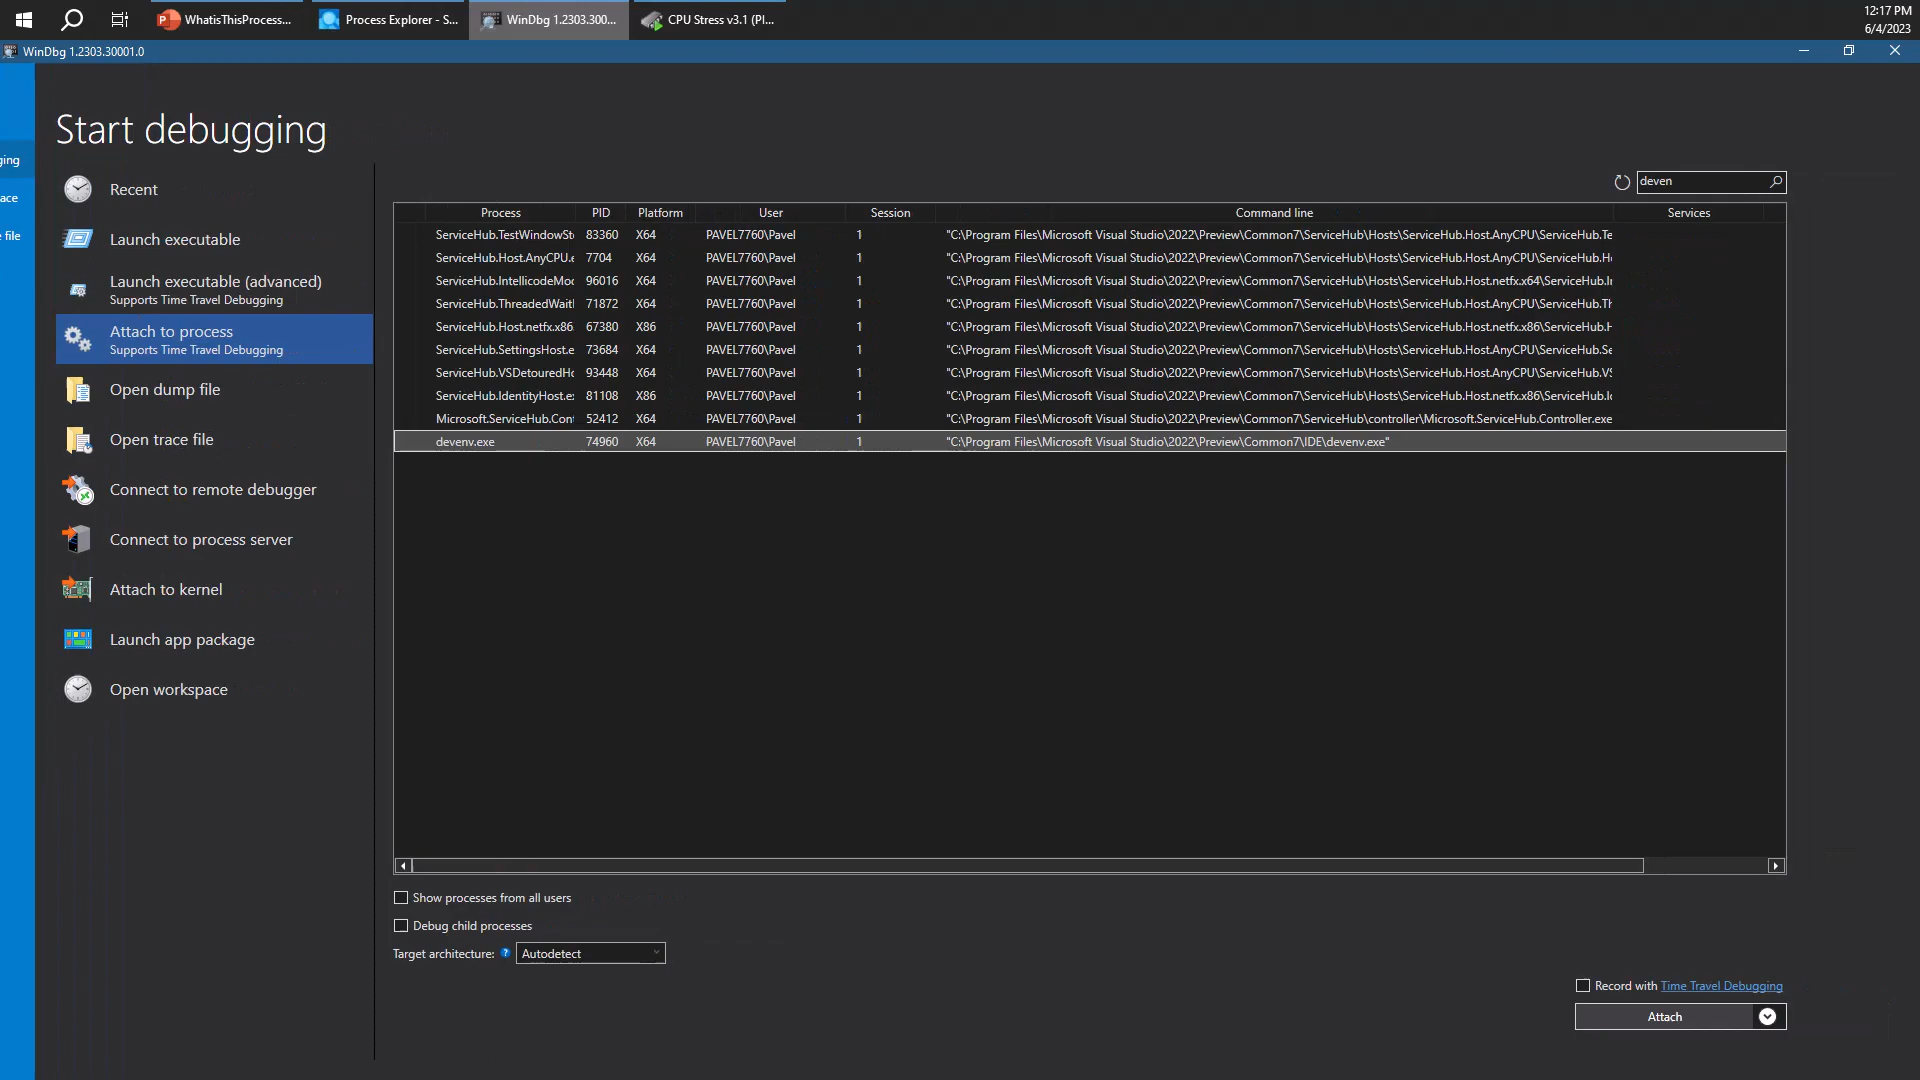 WhatisThisProcess...
Process Explorer - S...
WinDbg 1.2303.300...
CPU Stress v3.1 (PI...
12:17 PM
6/4/2023
WinDbg 1.2303.30001.0
Start debugging
ging
ace
file
Recent
Launch executable
Launch executable (advanced)
Supports Time Travel Debugging
Attach to process
Supports Time Travel Debugging
Open dump file
Open trace file
Connect to remote debugger
Connect to process server
Attach to kernel
Launch app package
Open workspace
deven
Process PID Platform User Session Command line Services
ServiceHub.TestWindowSt 83360 X64 PAVEL7760\Pavel 1 "C:\Program Files\Microsoft Visual Studio\2022\Preview\Common7\ServiceHub\Hosts\ServiceHub.Host.AnyCPU\ServiceHub.Te
ServiceHub.Host.AnyCPU.e 7704 X64 PAVEL7760\Pavel 1 "C:\Program Files\Microsoft Visual Studio\2022\Preview\Common7\ServiceHub\Hosts\ServiceHub.Host.AnyCPU\ServiceHub.H
ServiceHub.IntellicodeMod 96016 X64 PAVEL7760\Pavel 1 "C:\Program Files\Microsoft Visual Studio\2022\Preview\Common7\ServiceHub\Hosts\ServiceHub.Host.netfx.x64\ServiceHub.In
ServiceHub.ThreadedWait 71872 X64 PAVEL7760\Pavel 1 "C:\Program Files\Microsoft Visual Studio\2022\Preview\Common7\ServiceHub\Hosts\ServiceHub.Host.AnyCPU\ServiceHub.Th
ServiceHub.Host.netfx.x86. 67380 X86 PAVEL7760\Pavel 1 "C:\Program Files\Microsoft Visual Studio\2022\Preview\Common7\ServiceHub\Hosts\ServiceHub.Host.netfx.x86\ServiceHub.H
ServiceHub.SettingsHost.e 73684 X64 PAVEL7760\Pavel 1 "C:\Program Files\Microsoft Visual Studio\2022\Preview\Common7\ServiceHub\Hosts\ServiceHub.Host.AnyCPU\ServiceHub.Se
ServiceHub.VSDetouredHo 93448 X64 PAVEL7760\Pavel 1 "C:\Program Files\Microsoft Visual Studio\2022\Preview\Common7\ServiceHub\Hosts\ServiceHub.Host.AnyCPU\ServiceHub.VS
ServiceHub.IdentityHost.e 81108 X86 PAVEL7760\Pavel 1 "C:\Program Files\Microsoft Visual Studio\2022\Preview\Common7\ServiceHub\Hosts\ServiceHub.Host.netfx.x86\ServiceHub.Id
Microsoft.ServiceHub.Cont 52412 X64 PAVEL7760\Pavel 1 "C:\Program Files\Microsoft Visual Studio\2022\Preview\Common7\ServiceHub\controller\Microsoft.ServiceHub.Controller.exe
devenv.exe 74960 X64 PAVEL7760\Pavel 1 "C:\Program Files\Microsoft Visual Studio\2022\Preview\Common7\IDE\devenv.exe"
Show processes from all users
Debug child processes
Target architecture: ? Autodetect
Record with Time Travel Debugging
Attach